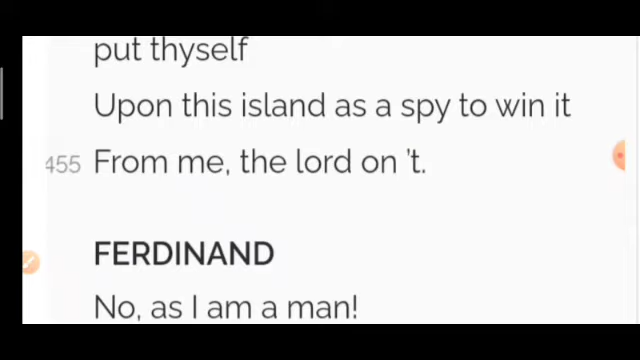 put thyself
Upon this island as a spy to win it
455 From me, the lord on ’t.
FERDINAND
No, as I am a man!